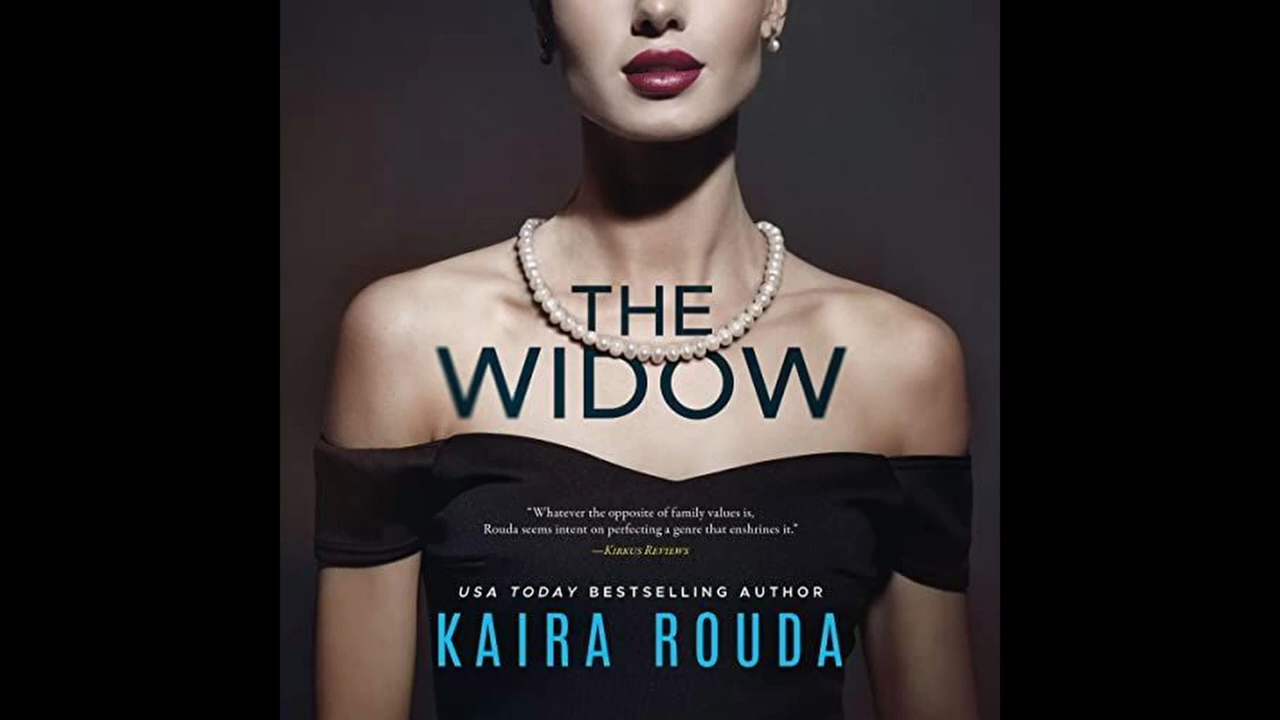 THE
WIDOW
"Whatever the opposite of family values is,
Rouda seems intent on perfecting a genre that enshrines it."
—KIRKUS REVIEWS
USA TODAY BESTSELLING AUTHOR
KAIRA ROUDA